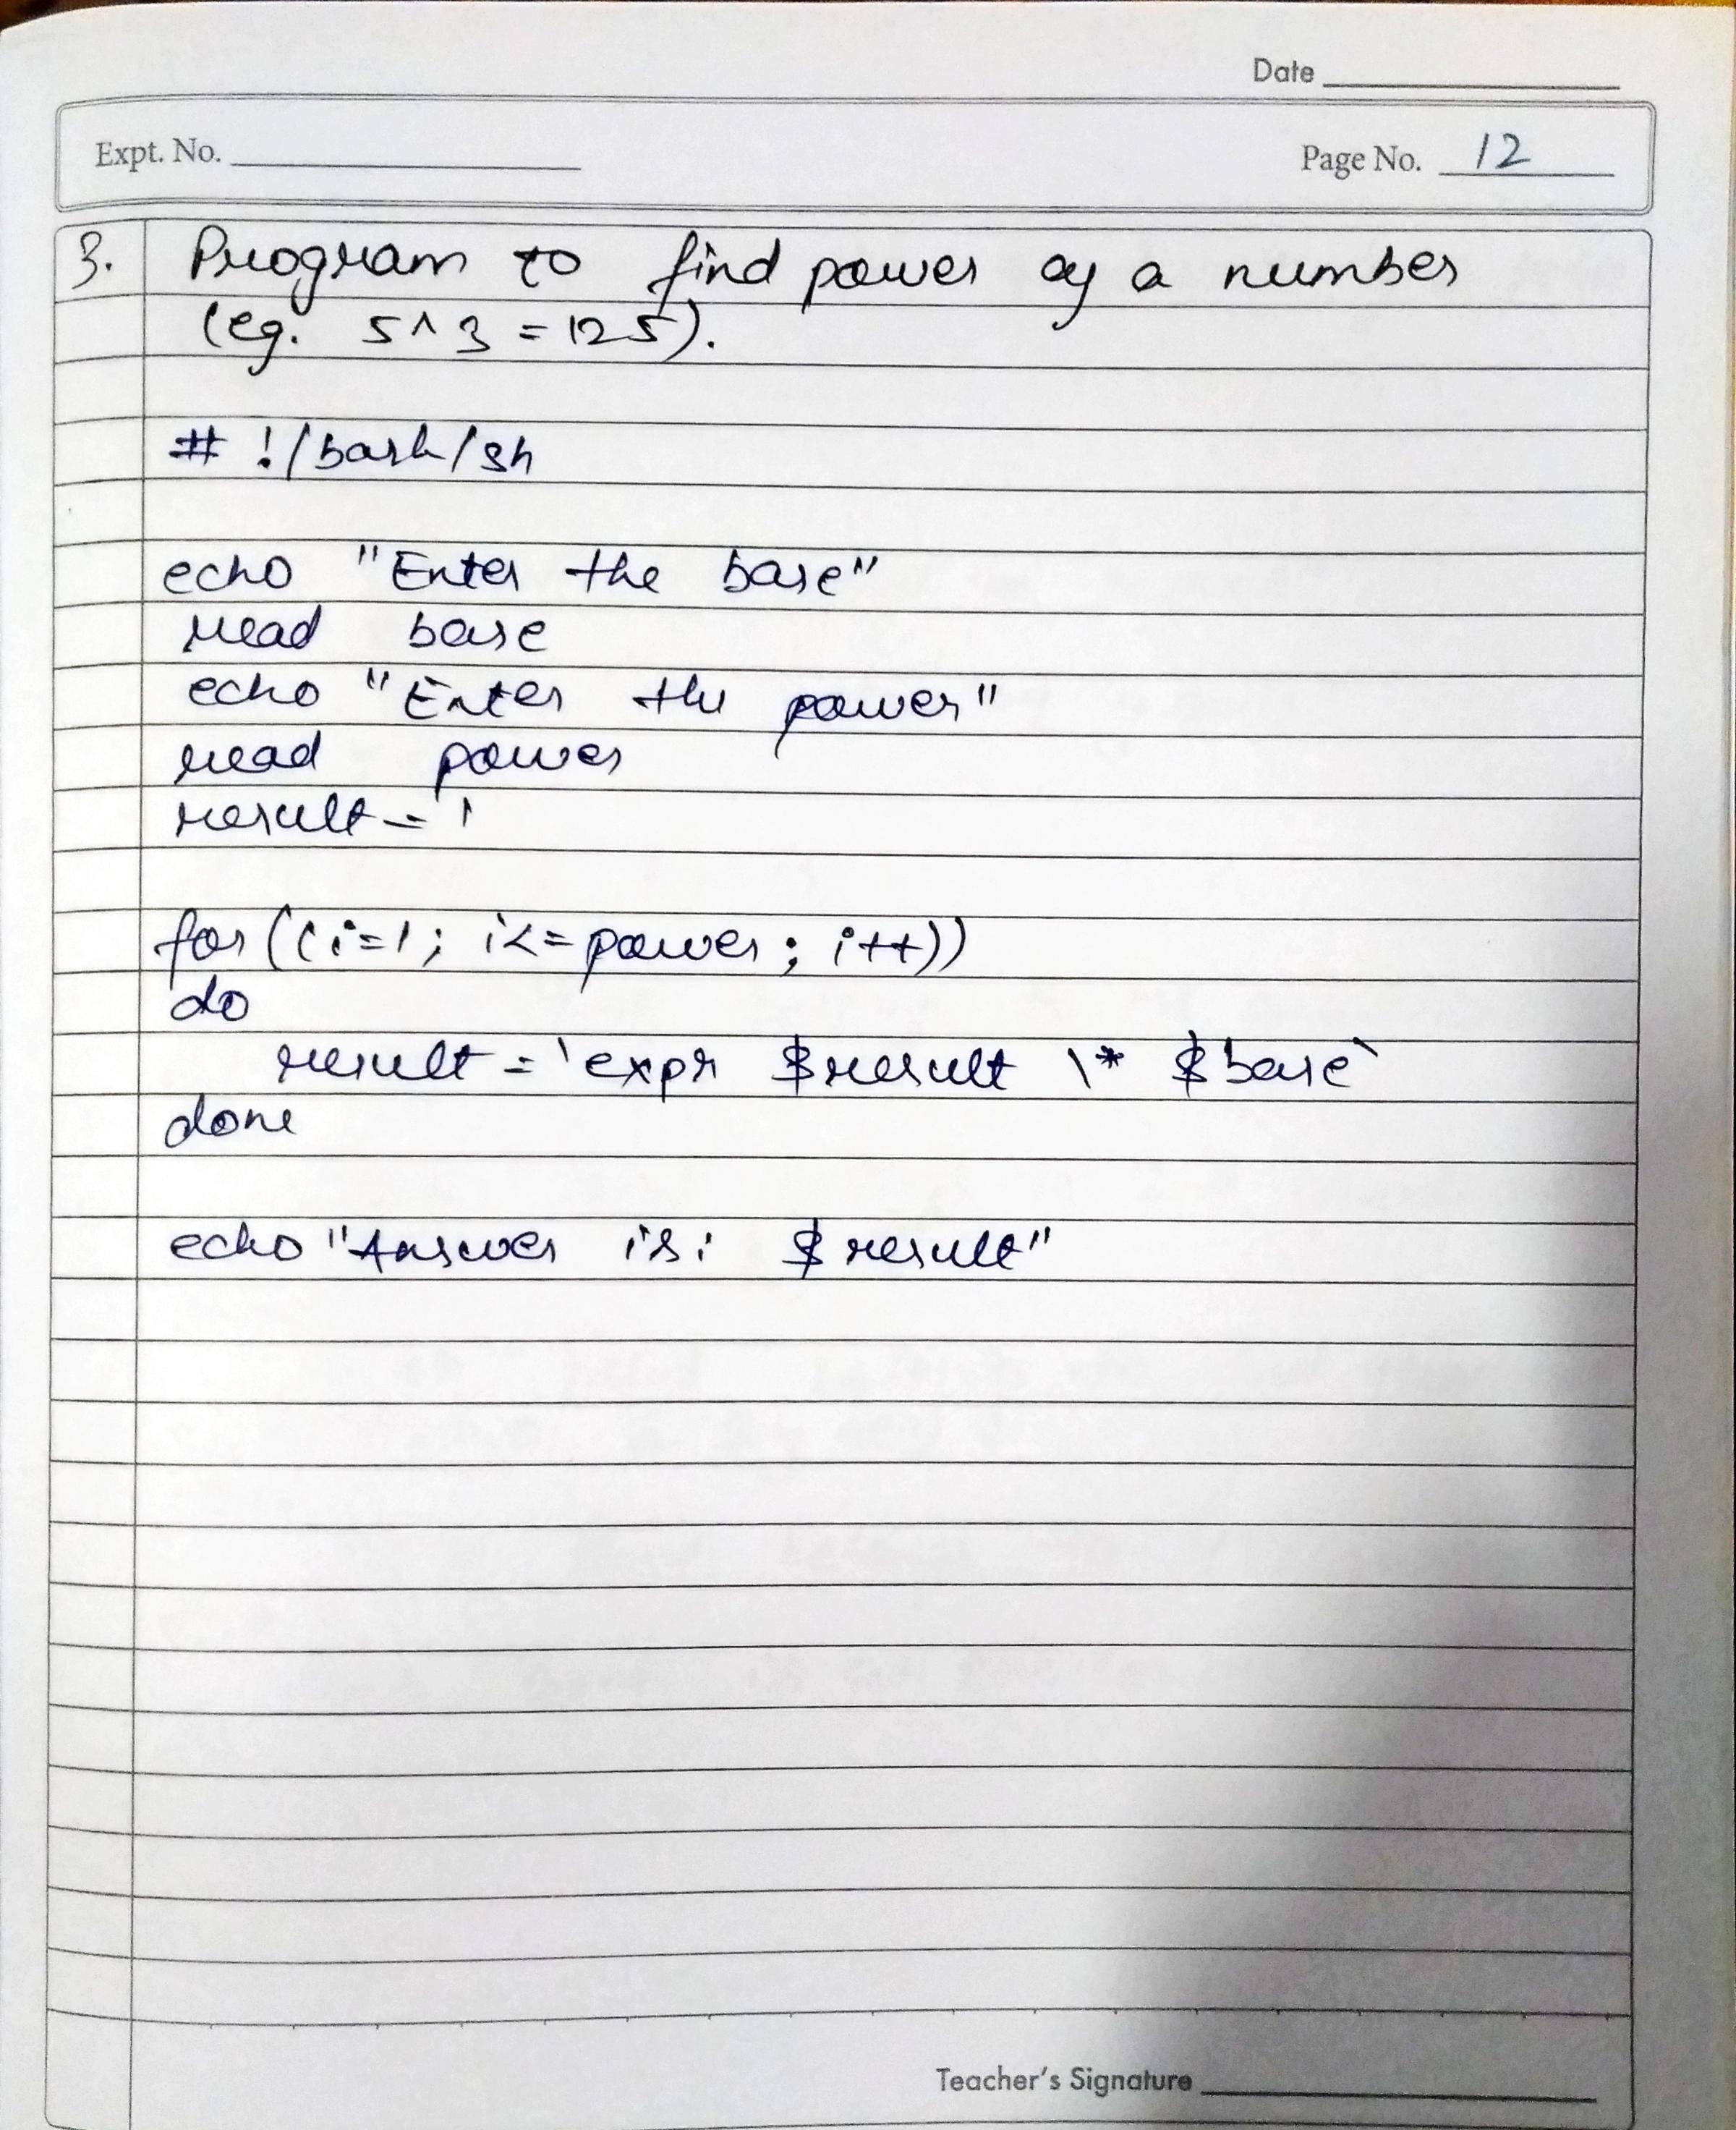 Date
Expt. No.
Page No. 12
3. Program to find power of a number
(eg. 5^3 = 125).
# !/bash/sh
echo "Enter the base"
read base
echo "Enter the power"
read power
result=1
for((i=1; i<=power; i++))
do
result=`expr $result \* $base`
done
echo "Answer is: $result"
Teacher's Signature